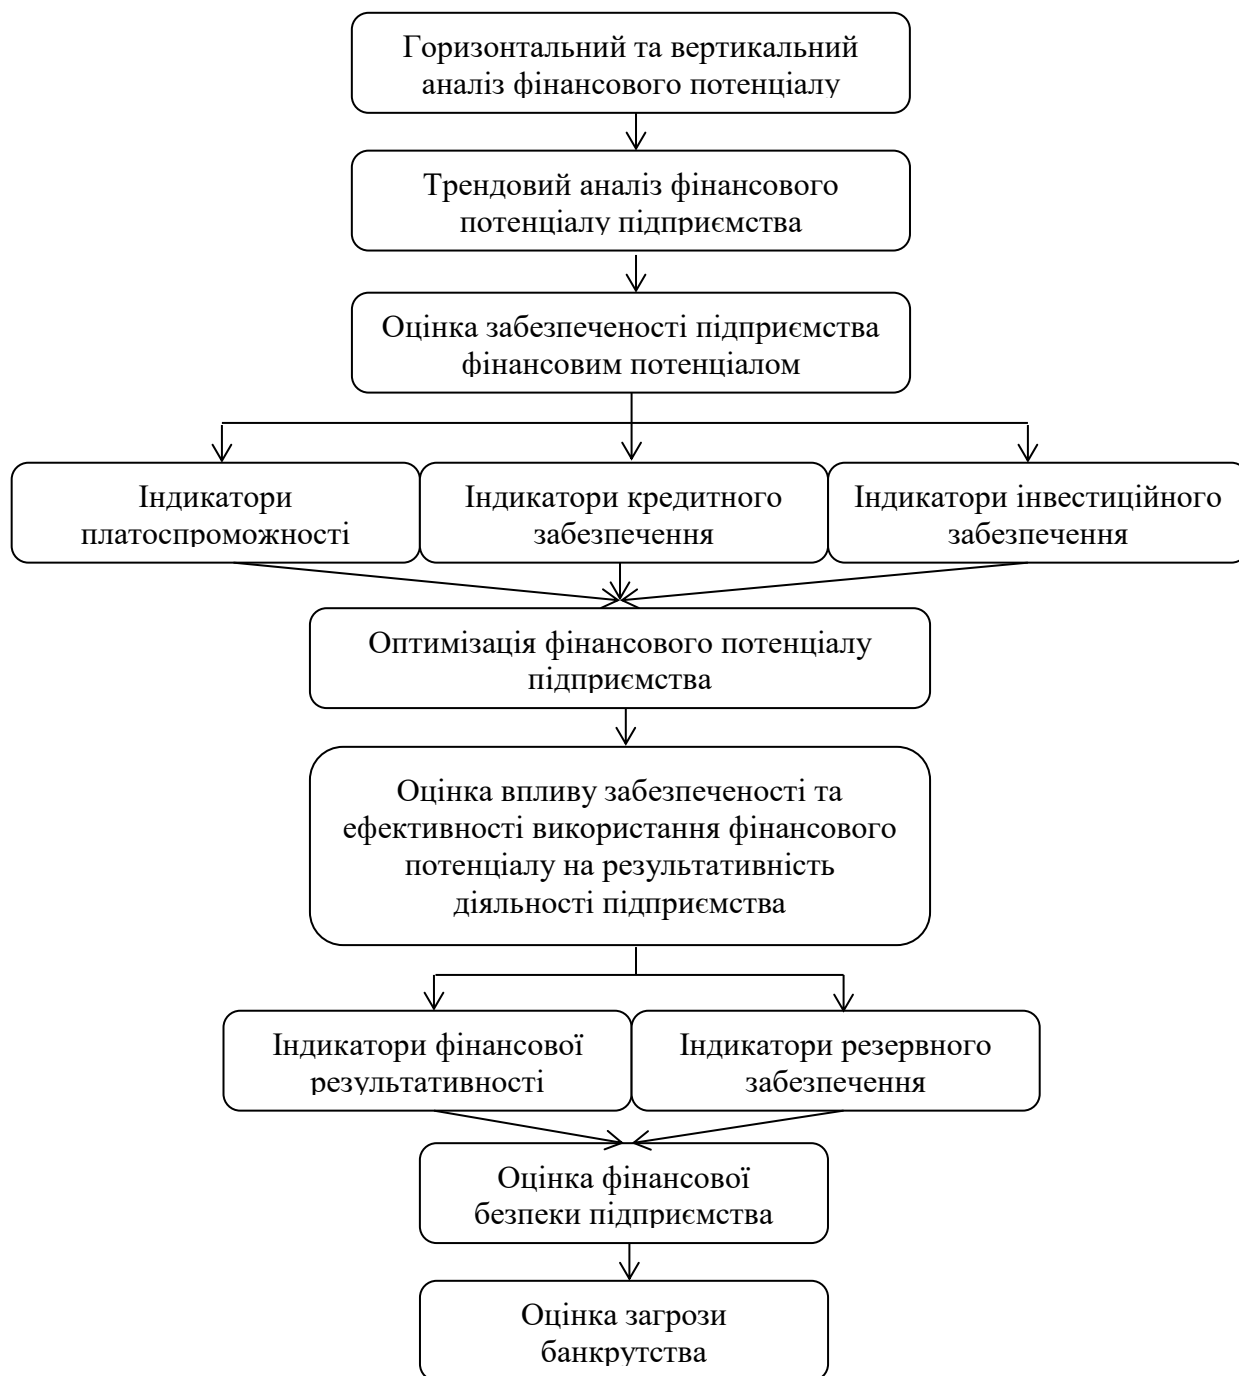 Горизонтальний та вертикальний
аналіз фінансового потенціалу
Трендовий аналіз фінансового
потенціалу підприємства
Оцінка забезпеченості підприємства
фінансовим потенціалом
Індикатори
платоспроможності
Індикатори кредитного
забезпечення
Індикатори інвестиційного
забезпечення
Оптимізація фінансового потенціалу
підприємства
Оцінка впливу забезпеченості та
ефективності використання фінансового
потенціалу на результативність
діяльності підприємства
Індикатори фінансової
результативності
Індикатори резервного
забезпечення
Оцінка фінансової
безпеки підприємства
Оцінка загрози
банкрутства